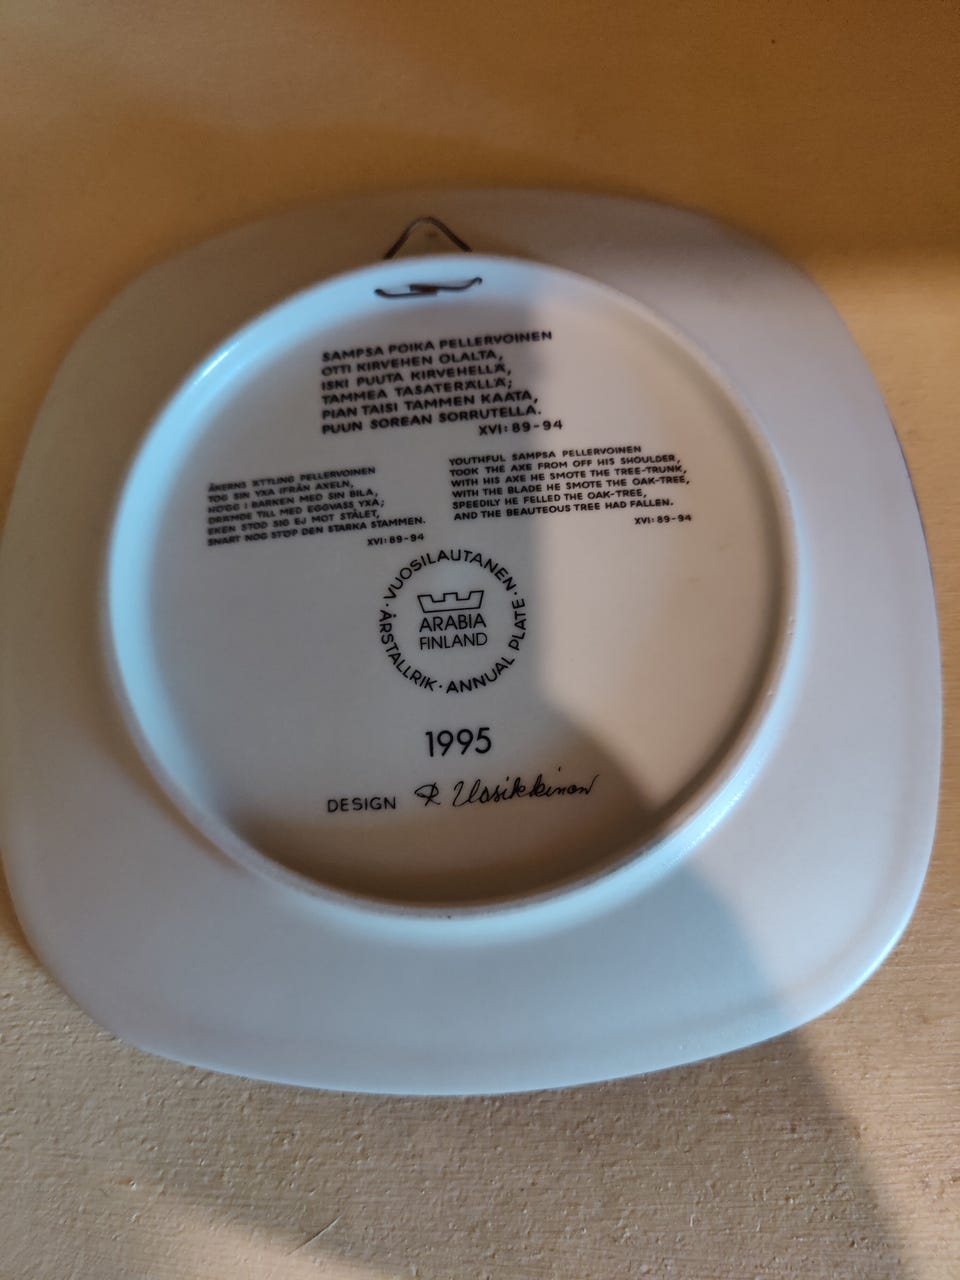 SAMPSA POIKA PELLERVOINEN
OTTI KIRVEHEN OLALTA,
ISKI PUUTA KIRVEHELLÄ,
TAMMEA TASATERÄLLÄ;
PIAN TAISI TAMMEN KAATA,
PUUN SOREAN SORRUTELLA.
XVI: 89-94
ÅKERNS ÄTTLING PELLERVOINEN
TOG SIN YXA IFRÅN AXELN,
HÖGG I BARKEN MED SIN BILA,
DRÄMDE TILL MED EGGVASS YXA;
EKEN STOD SIG EJ MOT STÅLET,
SNART NOG STÖP DEN STARKA STAMMEN.
XVI: 89-94
YOUTHFUL SAMPSA PELLERVOINEN
TOOK THE AXE FROM OFF HIS SHOULDER,
WITH HIS AXE HE SMOTE THE TREE-TRUNK,
WITH THE BLADE HE SMOTE THE OAK-TREE,
SPEEDILY HE FELLED THE OAK-TREE,
AND THE BEAUTEOUS TREE HAD FALLEN.
XVI: 89-94
· VUOSILAUTANEN · ANNUAL PLATE · ÅRSTALLRIK
ARABIA
FINLAND
1995
DESIGN R Uosikkinen